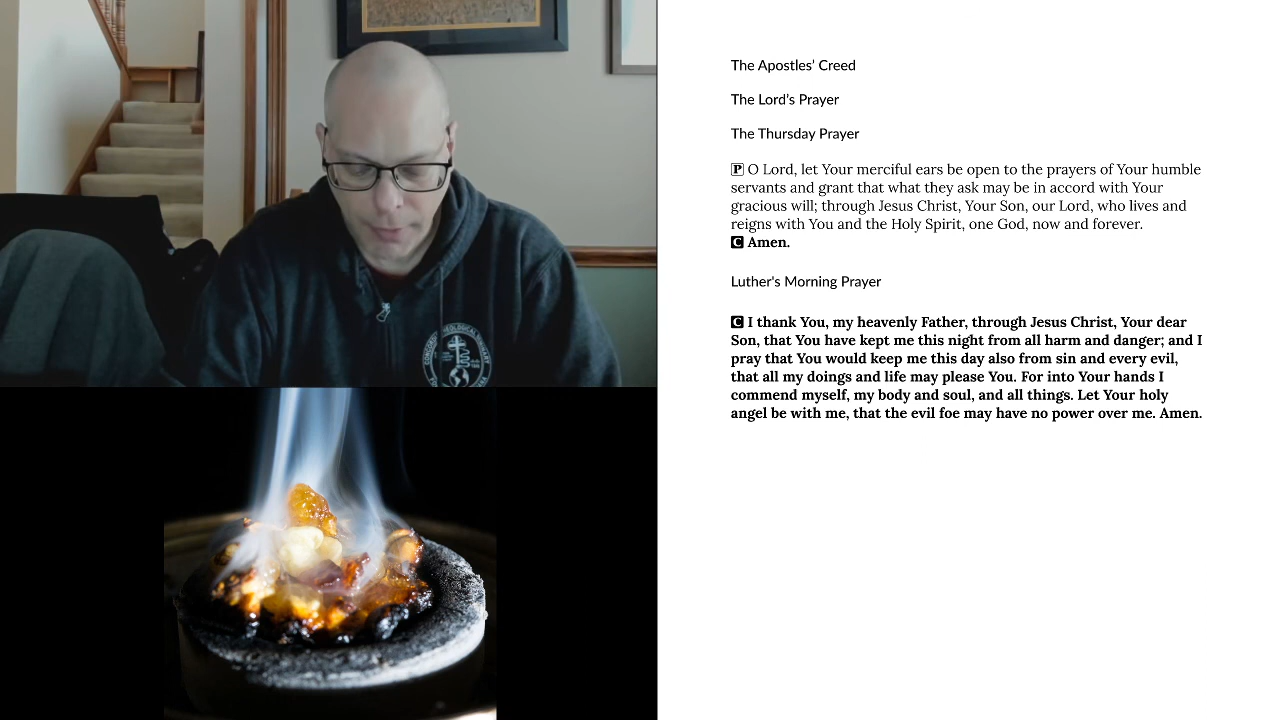 The Apostles' Creed
The Lord's Prayer
The Thursday Prayer
P O Lord, let Your merciful ears be open to the prayers of Your humble
servants and grant that what they ask may be in accord with Your
gracious will; through Jesus Christ, Your Son, our Lord, who lives and
reigns with You and the Holy Spirit, one God, now and forever.
C Amen.
Luther's Morning Prayer
C I thank You, my heavenly Father, through Jesus Christ, Your dear
Son, that You have kept me this night from all harm and danger; and I
pray that You would keep me this day also from sin and every evil,
that all my doings and life may please You. For into Your hands I
commend myself, my body and soul, and all things. Let Your holy
angel be with me, that the evil foe may have no power over me. Amen.